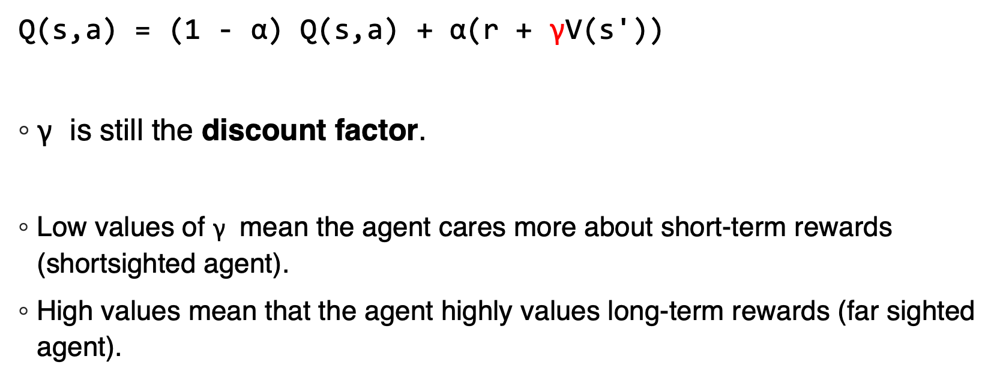 Q(s,a) = (1 - α) Q(s,a) + α(r + γV(s'))
◦ γ is still the discount factor.
◦ Low values of γ mean the agent cares more about short-term rewards
(shortsighted agent).
◦ High values mean that the agent highly values long-term rewards (far sighted
agent).